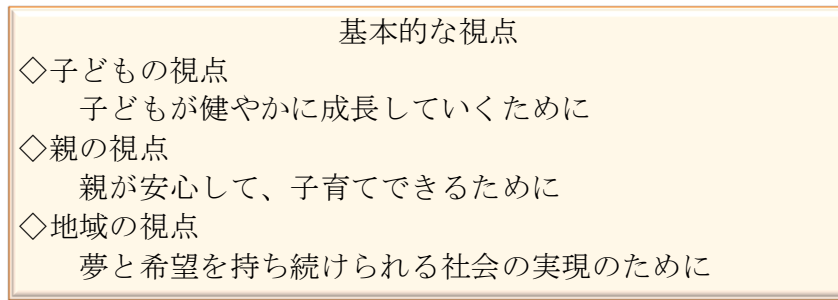 基本的な視点
◇子どもの視点
子どもが健やかに成長していくために
◇親の視点
親が安心して、子育てできるために
◇地域の視点
夢と希望を持ち続けられる社会の実現のために